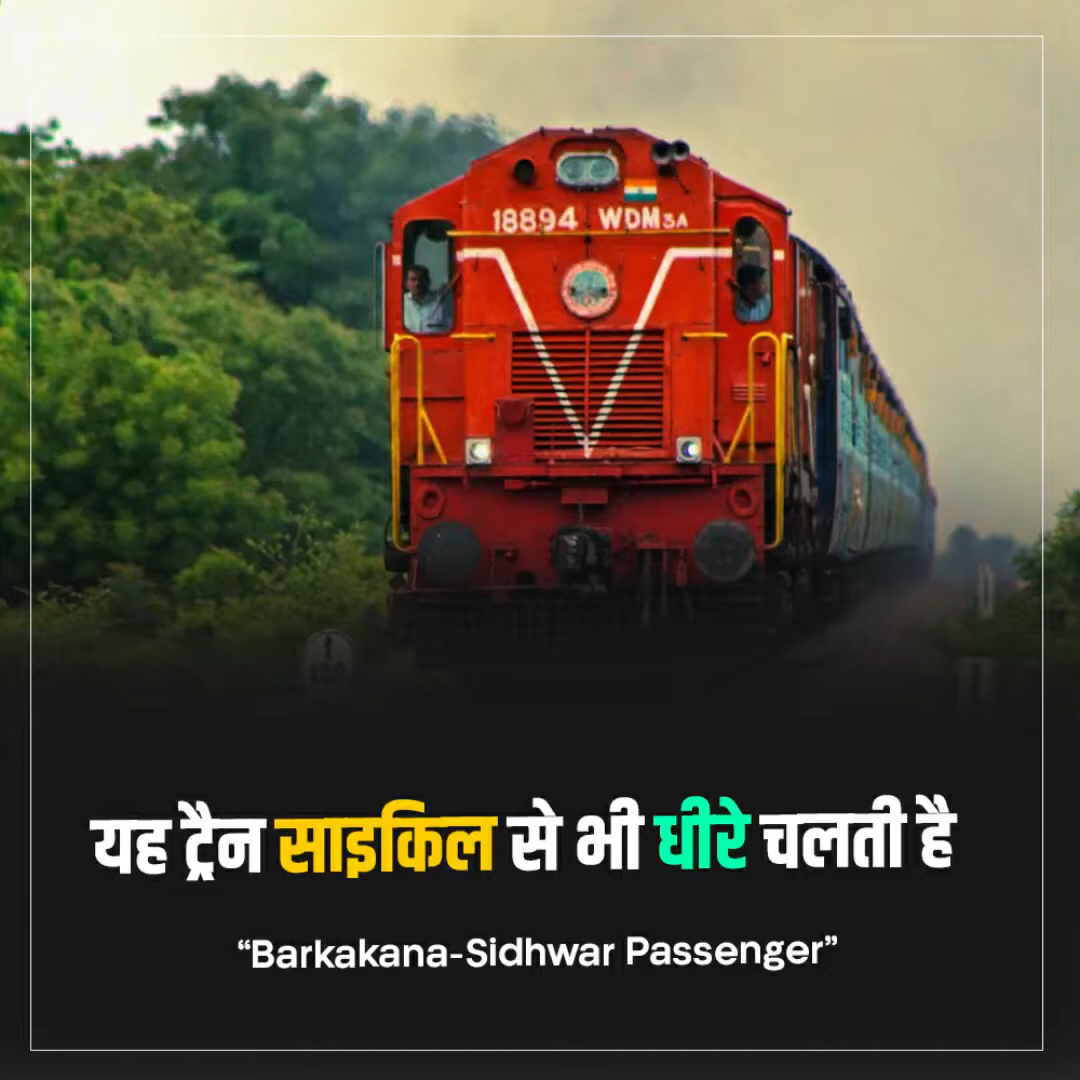 18894 WDM3A
यह ट्रैन साइकिल से भी धीरे चलती है
“Barkakana-Sidhwar Passenger”